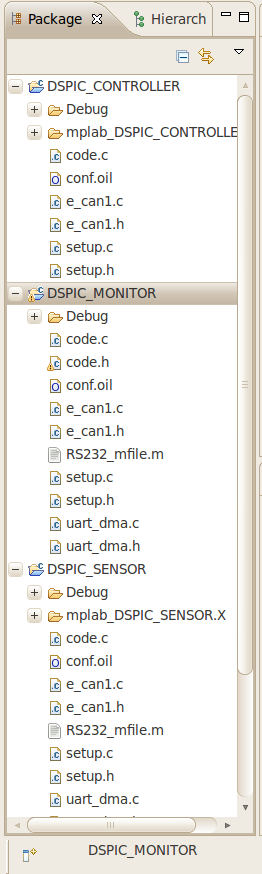 Package Hierarch
DSPIC_CONTROLLER
Debug
mplab_DSPIC_CONTROLLE
code.c
conf.oil
e_can1.c
e_can1.h
setup.c
setup.h
DSPIC_MONITOR
Debug
code.c
code.h
conf.oil
e_can1.c
e_can1.h
RS232_mfile.m
setup.c
setup.h
uart_dma.c
uart_dma.h
DSPIC_SENSOR
Debug
mplab_DSPIC_SENSOR.X
code.c
conf.oil
e_can1.c
e_can1.h
RS232_mfile.m
setup.c
setup.h
uart_dma.c
DSPIC_MONITOR